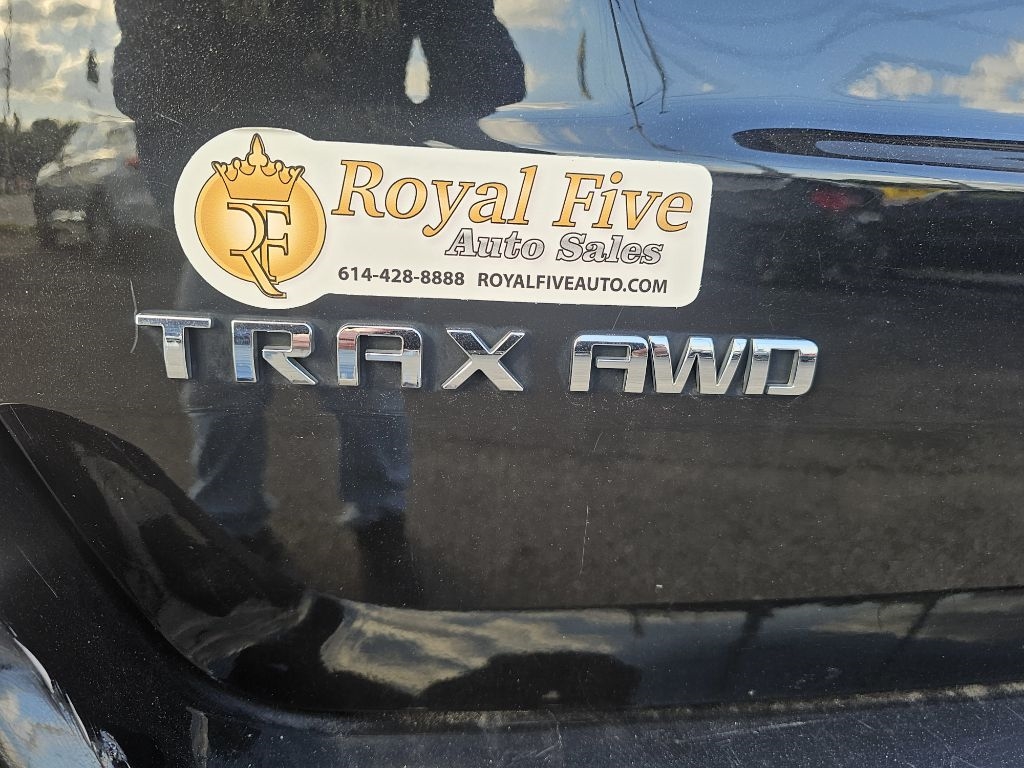 RF
Royal Five
Auto Sales
614-428-8888 ROYALFIVEAUTO.COM
TRAX AWD